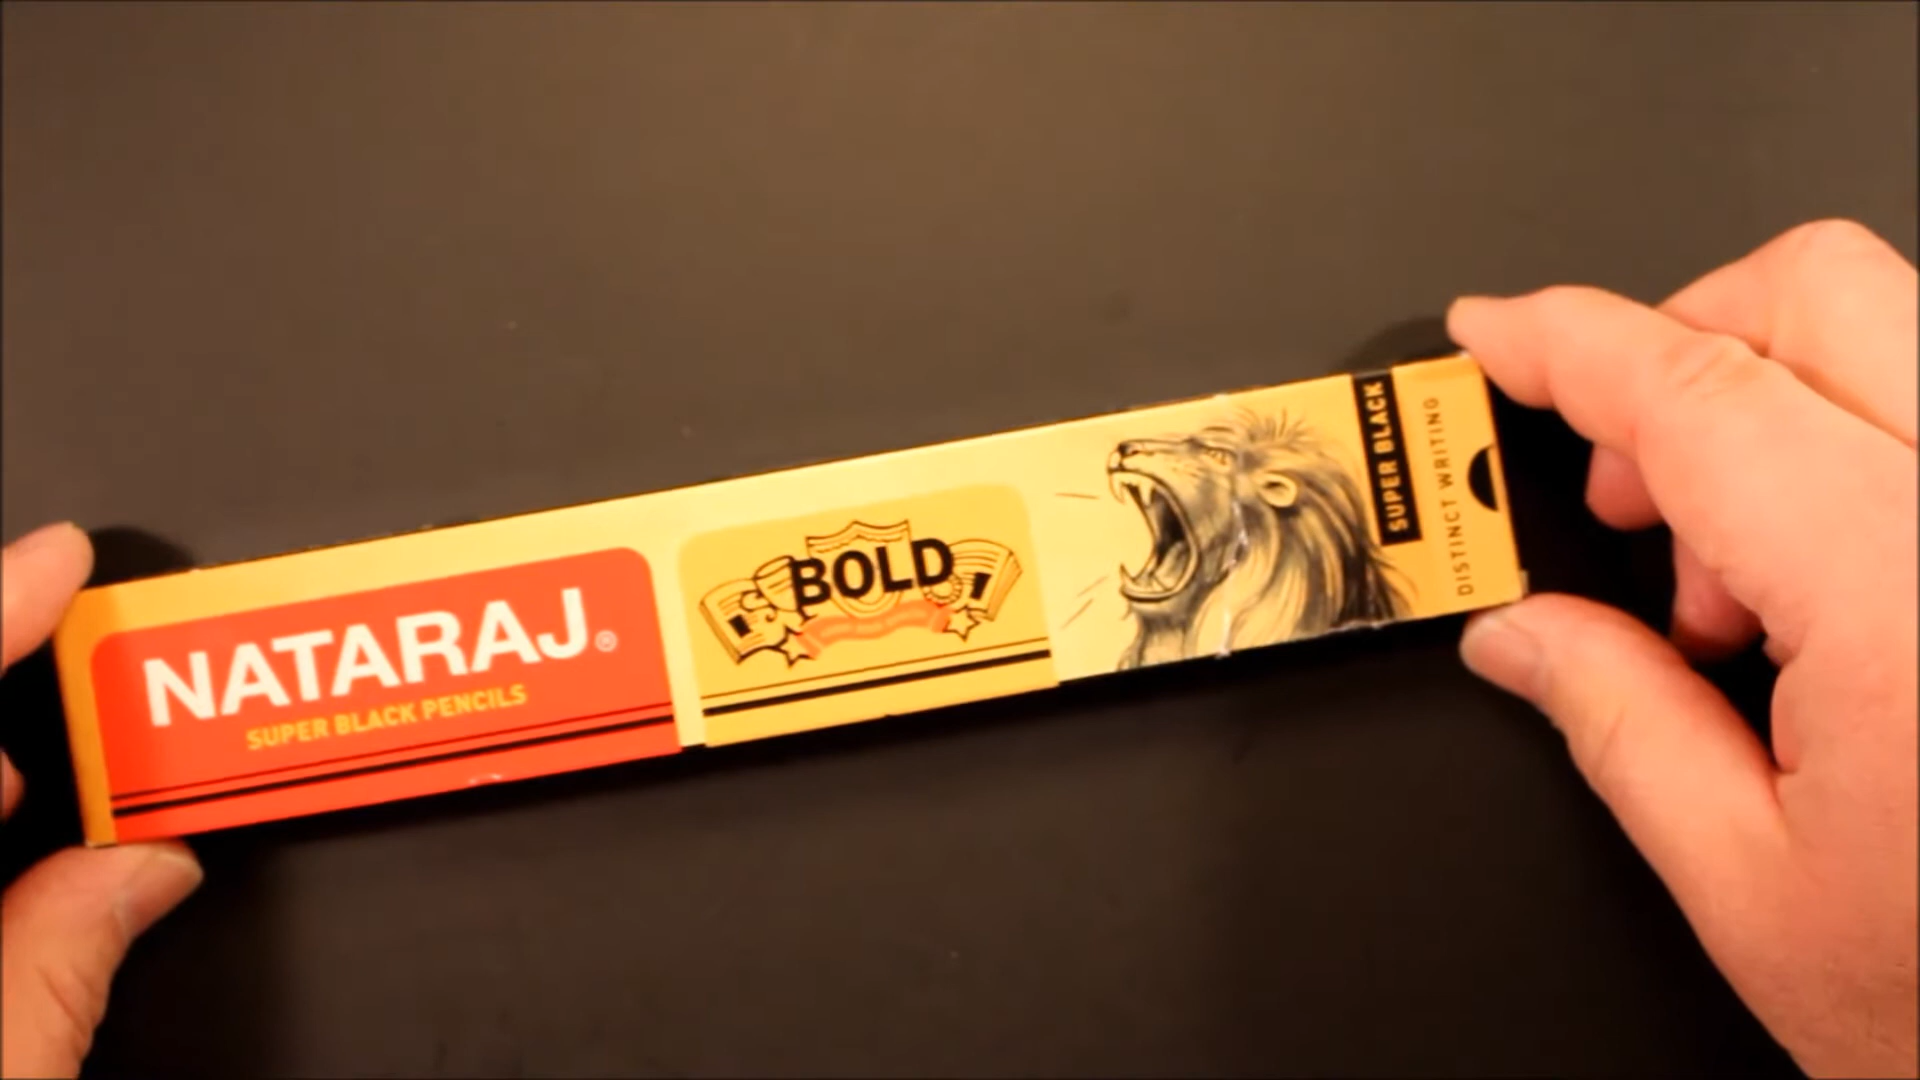 NATARAJ®
SUPER BLACK PENCILS
BOLD
SUPER BLACK
DISTINCT WRITING